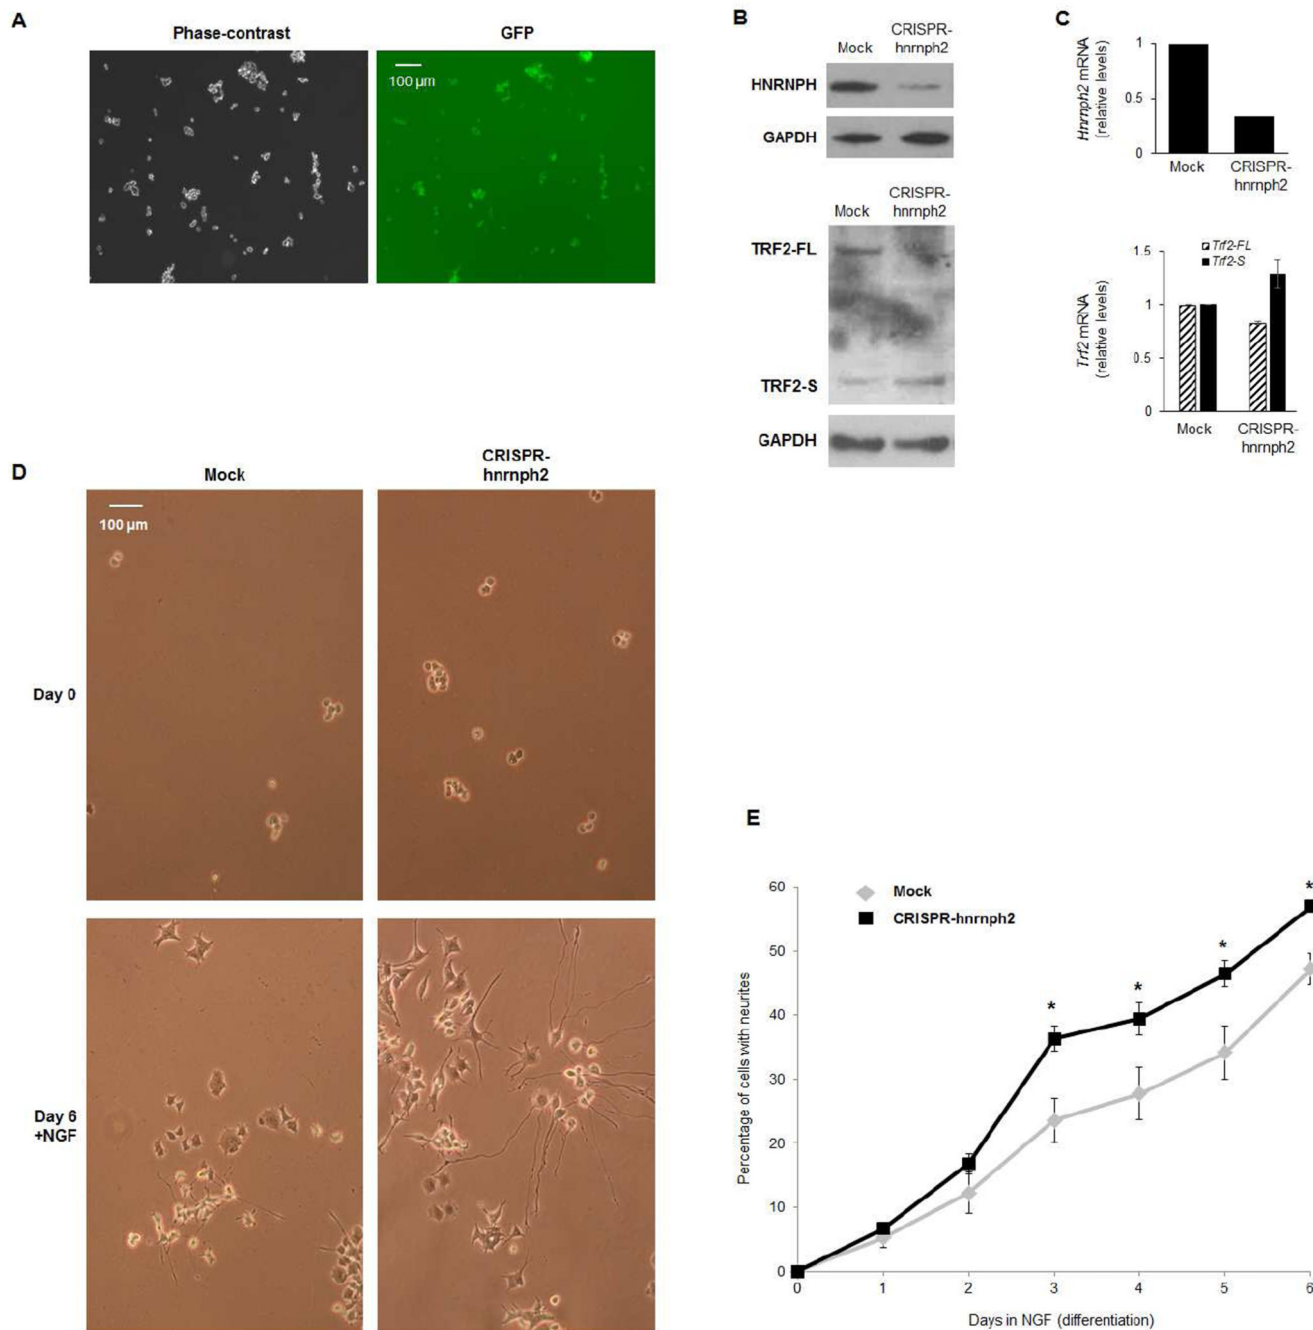 A
Phase-contrast
GFP
100 µm
B
Mock
CRISPR-
hnrnph2
HNRNPH
GAPDH
Mock
CRISPR-
hnrnph2
TRF2-FL
TRF2-S
GAPDH
C
Hnrnph2 mRNA
(relative levels)
1
0.5
0
Mock
CRISPR-
hnrnph2
Trf2-FL
Trf2-S
Trf2 mRNA
(relative levels)
1.5
1
0.5
0
Mock
CRISPR-
hnrnph2
D
Mock
CRISPR-
hnrnph2
100 µm
Day 0
Day 6
+NGF
E
Mock
CRISPR-hnrnph2
Percentage of cells with neurites
60
50
40
30
20
10
0
* * * *
0 1 2 3 4 5 6
Days in NGF (differentiation)